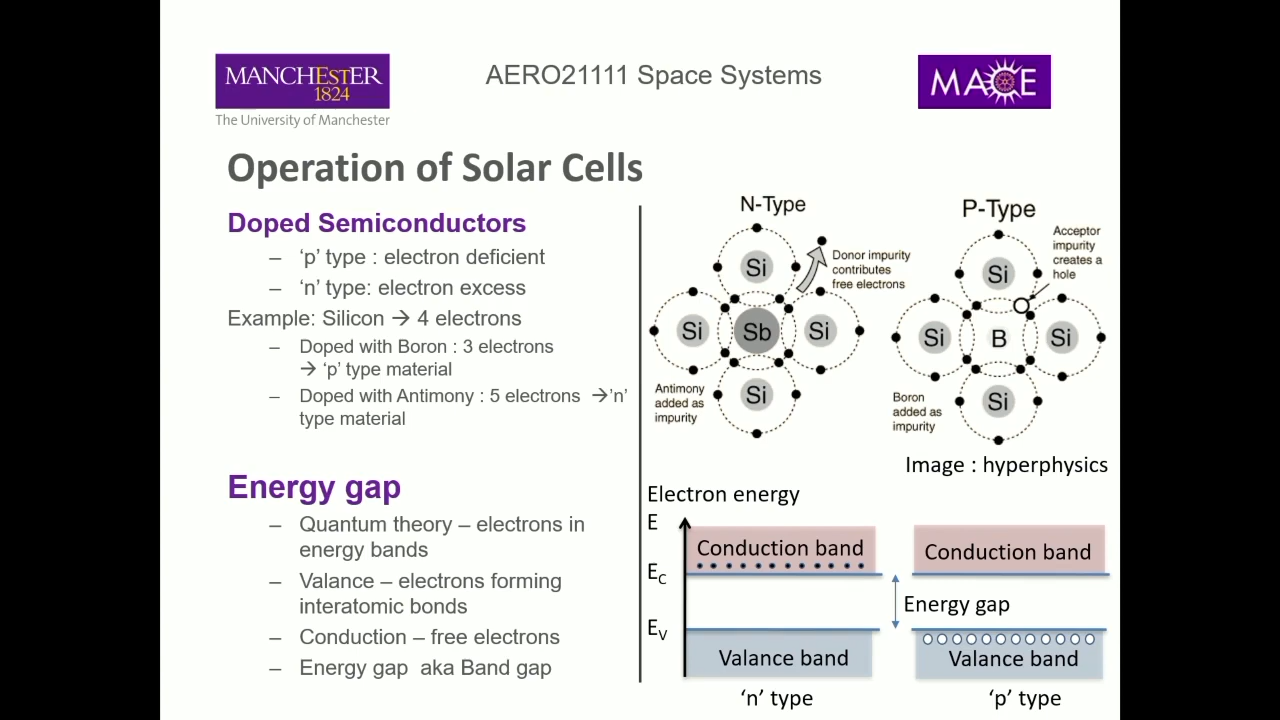 MANCHESTER
1824
The University of Manchester
AERO21111 Space Systems
MACE
Operation of Solar Cells
Doped Semiconductors
– ‘p’ type : electron deficient
– ‘n’ type: electron excess
Example: Silicon → 4 electrons
– Doped with Boron : 3 electrons
→ ‘p’ type material
– Doped with Antimony : 5 electrons →’n’
type material
Energy gap
– Quantum theory – electrons in
energy bands
– Valance – electrons forming
interatomic bonds
– Conduction – free electrons
– Energy gap aka Band gap
N-Type
Si
Donor impurity
contributes
free electrons
Si
Sb
Si
Antimony
added as
impurity
Si
P-Type
Acceptor
impurity
creates a
hole
Si
Si
B
Si
Boron
added as
impurity
Si
Image : hyperphysics
Electron energy
E
Conduction band
Conduction band
EC
Energy gap
EV
Valance band
Valance band
‘n’ type
‘p’ type